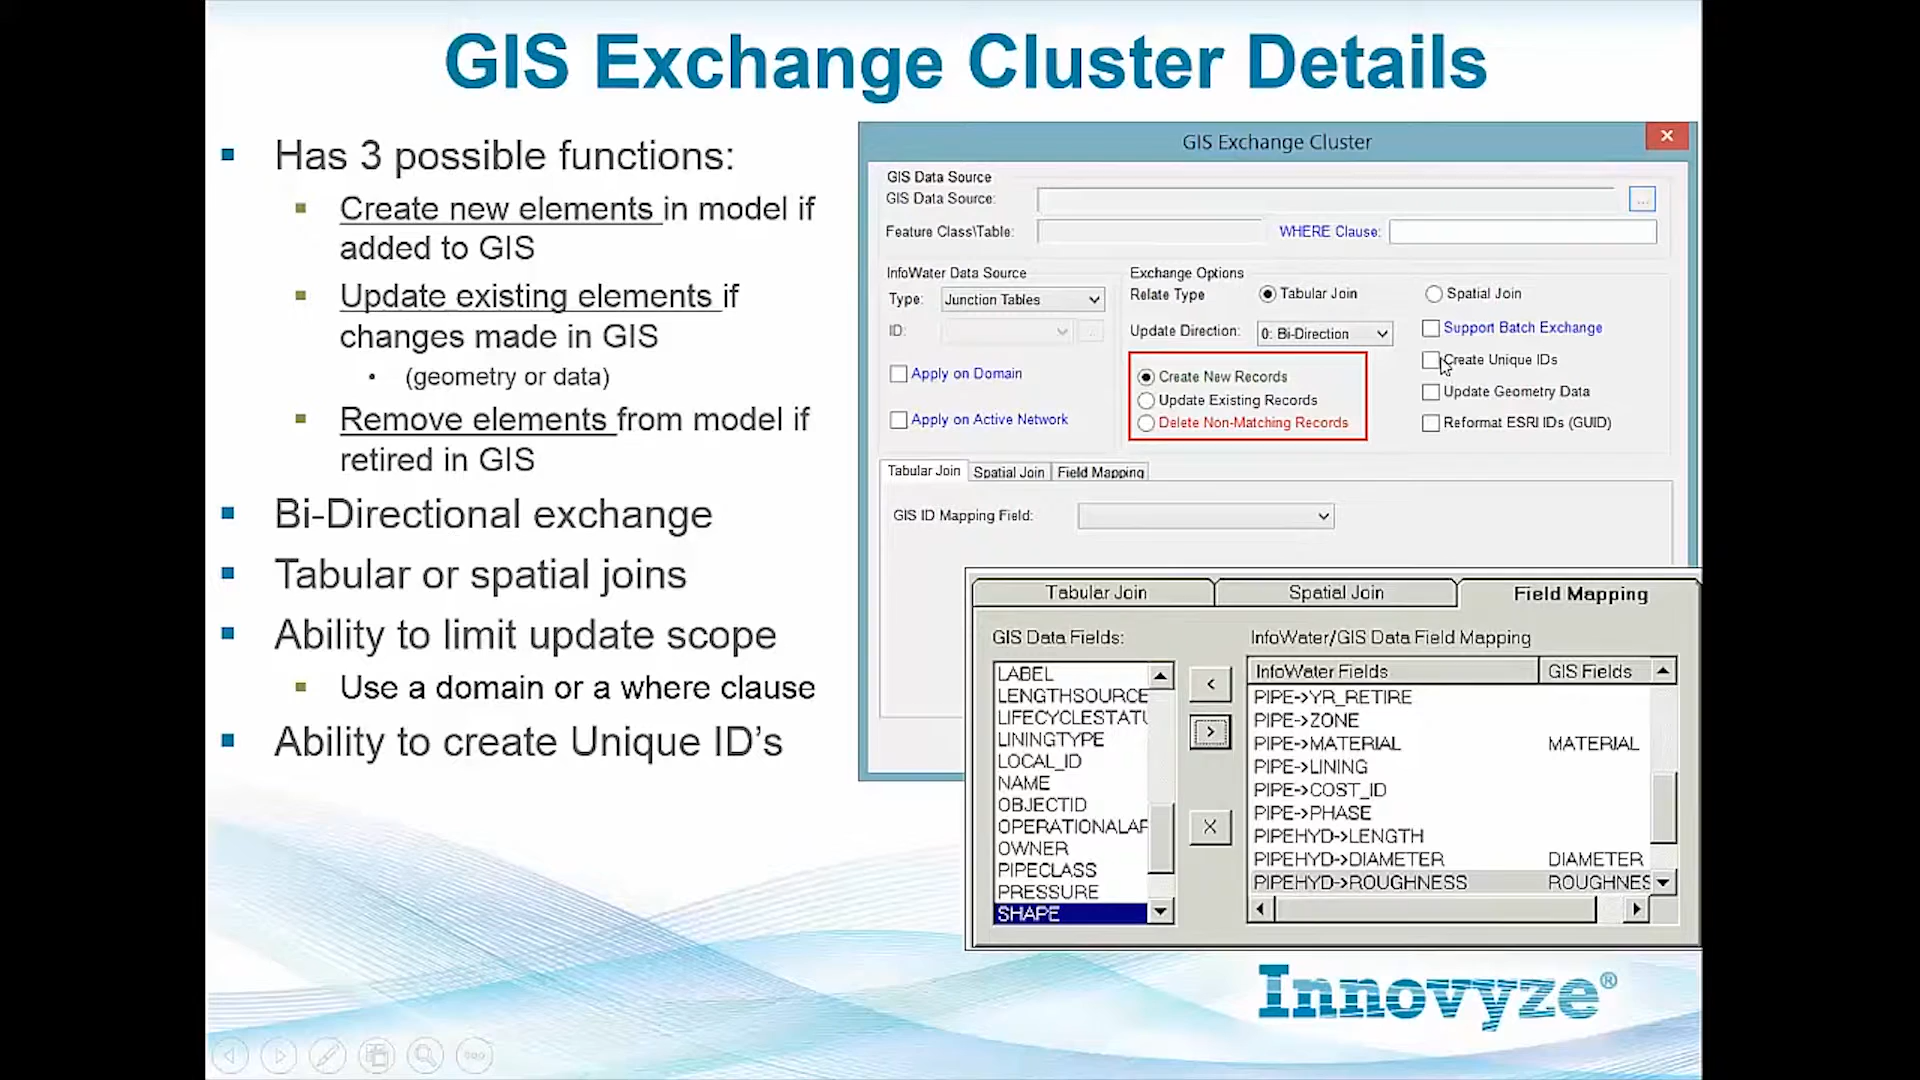 GIS Exchange Cluster Details
Has 3 possible functions:
Create new elements in model if
added to GIS
Update existing elements if
changes made in GIS
(geometry or data)
Remove elements from model if
retired in GIS
Bi-Directional exchange
Tabular or spatial joins
Ability to limit update scope
Use a domain or a where clause
Ability to create Unique ID's
GIS Exchange Cluster
GIS Data Source
GIS Data Source:
...
Feature Class\Table:
WHERE Clause:
InfoWater Data Source
Type:
Junction Tables
ID:
Apply on Domain
Apply on Active Network
Exchange Options
Relate Type
Tabular Join
Spatial Join
Update Direction:
0: Bi-Direction
Support Batch Exchange
Create Unique IDs
Update Geometry Data
Reformat ESRI IDs (GUID)
Create New Records
Update Existing Records
Delete Non-Matching Records
Tabular Join
Spatial Join
Field Mapping
GIS ID Mapping Field:
Tabular Join
Spatial Join
Field Mapping
GIS Data Fields:
LABEL
LENGTHSOURCE
LIFECYCLESTATU
LININGTYPE
LOCAL_ID
NAME
OBJECTID
OPERATIONALAR
OWNER
PIPECLASS
PRESSURE
SHAPE
<
>
X
InfoWater/GIS Data Field Mapping
InfoWater Fields GIS Fields
PIPE->YR_RETIRE
PIPE->ZONE
PIPE->MATERIAL MATERIAL
PIPE->LINING
PIPE->COST_ID
PIPE->PHASE
PIPEHYD->LENGTH
PIPEHYD->DIAMETER DIAMETER
PIPEHYD->ROUGHNESS ROUGHNES
Innovyze®